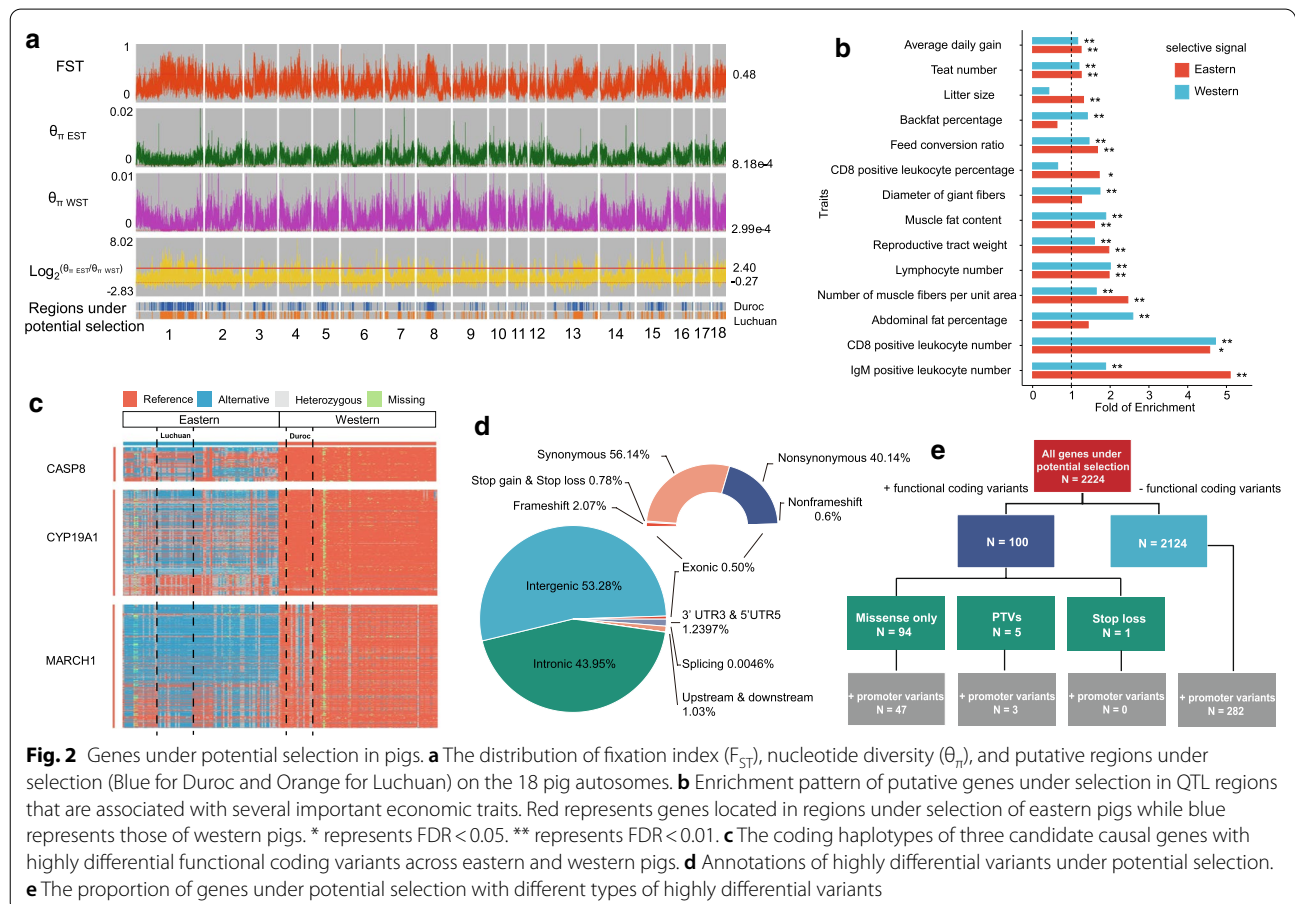 a
FST
1
0
0.48
θπ EST
0.02
0
8.18e-4
θπ WST
0.01
0
2.99e-4
Log2(θπ EST/θπ WST)
8.02
-2.83
2.40
-0.27
Regions under
potential selection
Duroc
Luchuan
1 2 3 4 5 6 7 8 9 10 11 12 13 14 15 16 17 18
b
selective signal
Eastern
Western
Traits
Average daily gain
**
**
Teat number
**
**
Litter size
**
Backfat percentage
**
Feed conversion ratio
**
**
CD8 positive leukocyte percentage
*
Diameter of giant fibers
**
Muscle fat content
**
**
Reproductive tract weight
**
**
Lymphocyte number
**
**
Number of muscle fibers per unit area
**
**
Abdominal fat percentage
**
CD8 positive leukocyte number
**
*
IgM positive leukocyte number
**
**
0 1 2 3 4 5
Fold of Enrichment
c
Reference Alternative Heterozygous Missing
Eastern Western
Luchuan Duroc
CASP8
CYP19A1
MARCH1
d
Synonymous 56.14%
Nonsynonymous 40.14%
Stop gain & Stop loss 0.78%
Frameshift 2.07%
Nonframeshift
0.6%
Exonic 0.50%
Intergenic 53.28%
3' UTR3 & 5'UTR5
1.2397%
Splicing 0.0046%
Intronic 43.95%
Upstream & downstream
1.03%
e
All genes under
potential selection
N = 2224
+ functional coding variants
- functional coding variants
N = 100
N = 2124
Missense only
N = 94
PTVs
N = 5
Stop loss
N = 1
+ promoter variants
N = 47
+ promoter variants
N = 3
+ promoter variants
N = 0
+ promoter variants
N = 282
Fig. 2 Genes under potential selection in pigs. a The distribution of fixation index (FST), nucleotide diversity (θπ), and putative regions under
selection (Blue for Duroc and Orange for Luchuan) on the 18 pig autosomes. b Enrichment pattern of putative genes under selection in QTL regions
that are associated with several important economic traits. Red represents genes located in regions under selection of eastern pigs while blue
represents those of western pigs. * represents FDR < 0.05. ** represents FDR < 0.01. c The coding haplotypes of three candidate causal genes with
highly differential functional coding variants across eastern and western pigs. d Annotations of highly differential variants under potential selection.
e The proportion of genes under potential selection with different types of highly differential variants